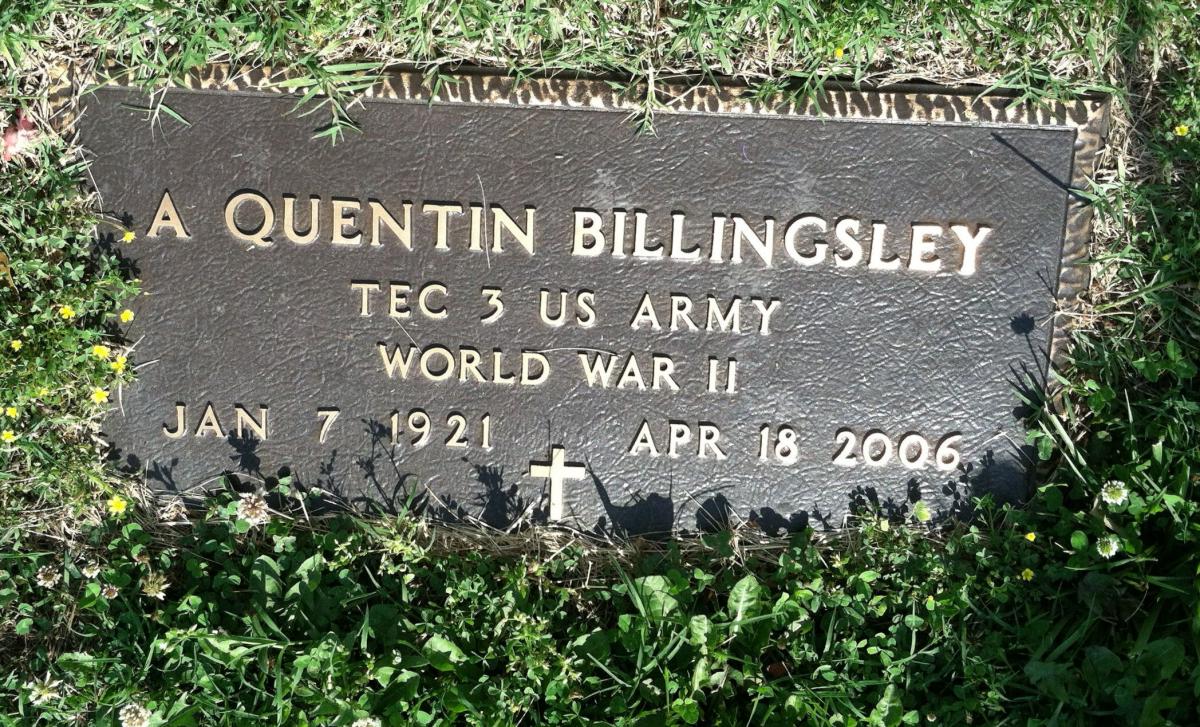 A QUENTIN BILLINGSLEY
TEC 3 US ARMY
WORLD WAR II
JAN 7 1921 APR 18 2006